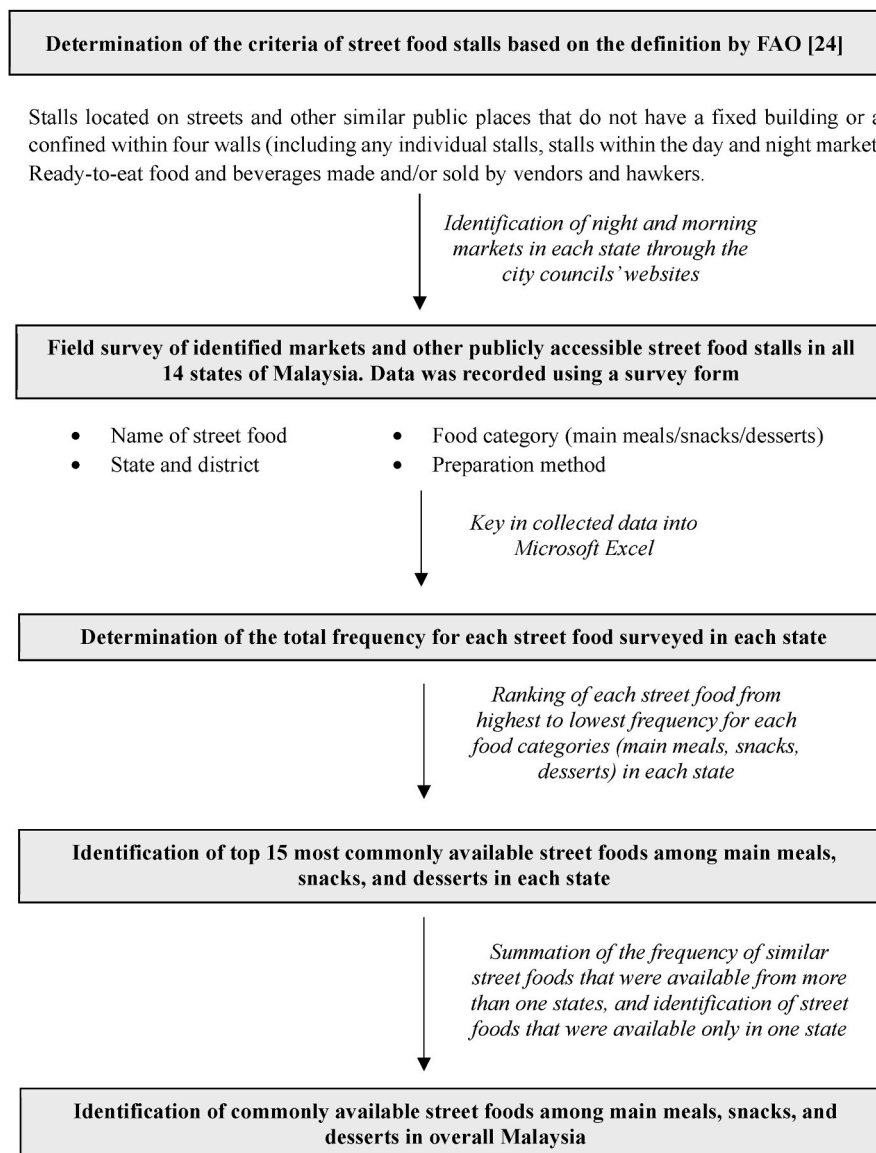 Determination of the criteria of street food stalls based on the definition by FAO [24]
Stalls located on streets and other similar public places that do not have a fixed building or
confined within four walls (including any individual stalls, stalls within the day and night market
Ready-to-eat food and beverages made and/or sold by vendors and hawkers.
Identification of night and morning
markets in each state through the
city councils' websites
Field survey of identified markets and other publicly accessible street food stalls in all
14 states of Malaysia. Data was recorded using a survey form
• Name of street food
• State and district
• Food category (main meals/snacks/desserts)
• Preparation method
Key in collected data into
Microsoft Excel
Determination of the total frequency for each street food surveyed in each state
Ranking of each street food from
highest to lowest frequency for each
food categories (main meals, snacks,
desserts) in each state
Identification of top 15 most commonly available street foods among main meals,
snacks, and desserts in each state
Summation of the frequency of similar
street foods that were available from more
than one states, and identification of street
foods that were available only in one state
Identification of commonly available street foods among main meals, snacks, and
desserts in overall Malaysia